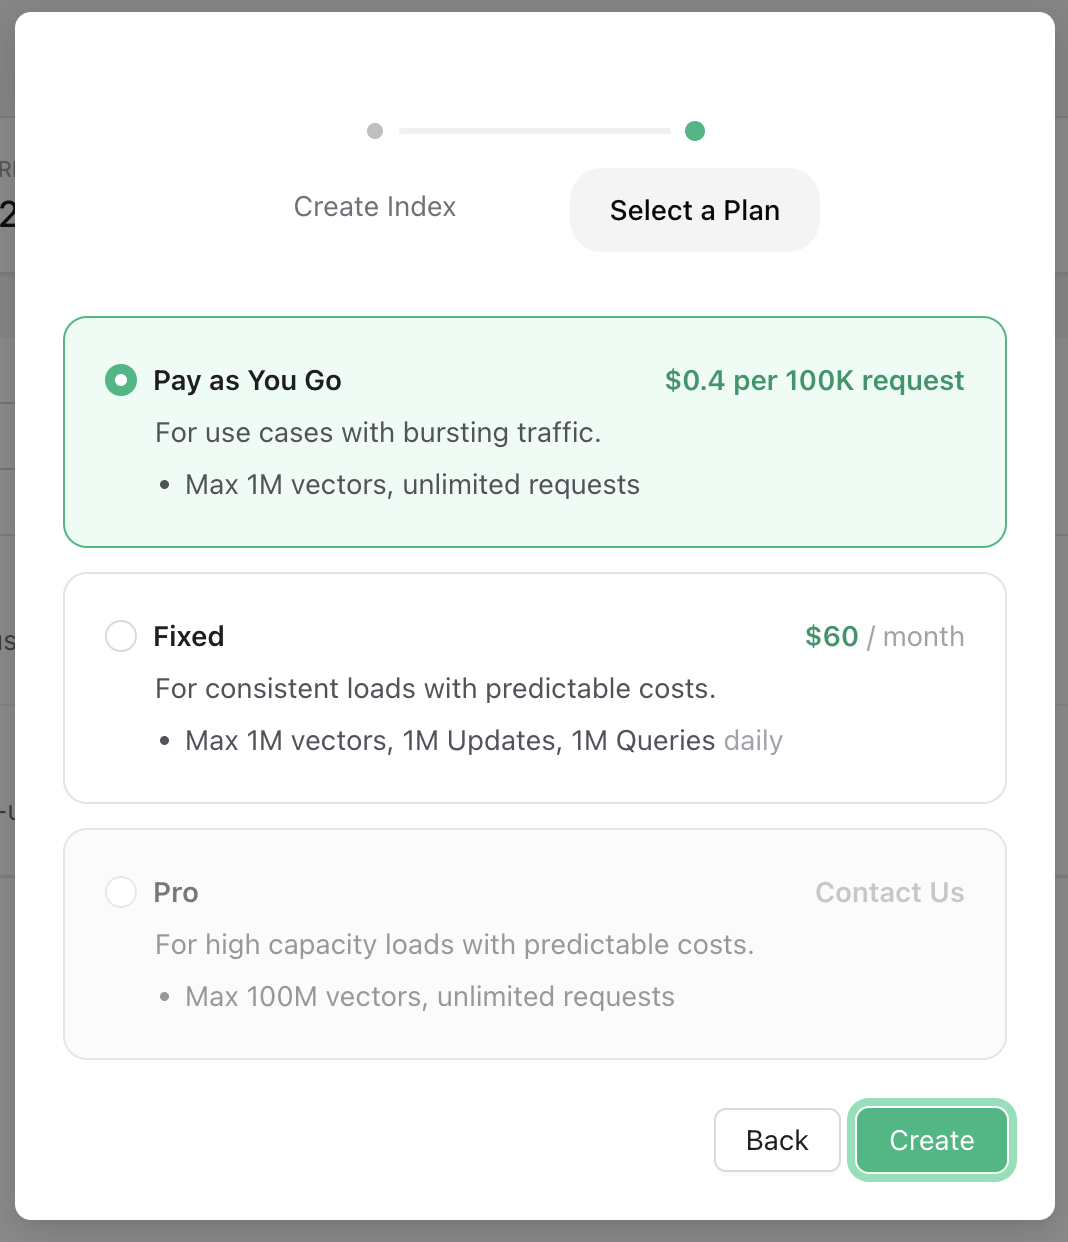 Create Index
Select a Plan
Pay as You Go
$0.4 per 100K request
For use cases with bursting traffic.
• Max 1M vectors, unlimited requests
Fixed
$60 / month
For consistent loads with predictable costs.
• Max 1M vectors, 1M Updates, 1M Queries daily
Pro
Contact Us
For high capacity loads with predictable costs.
• Max 100M vectors, unlimited requests
Back
Create